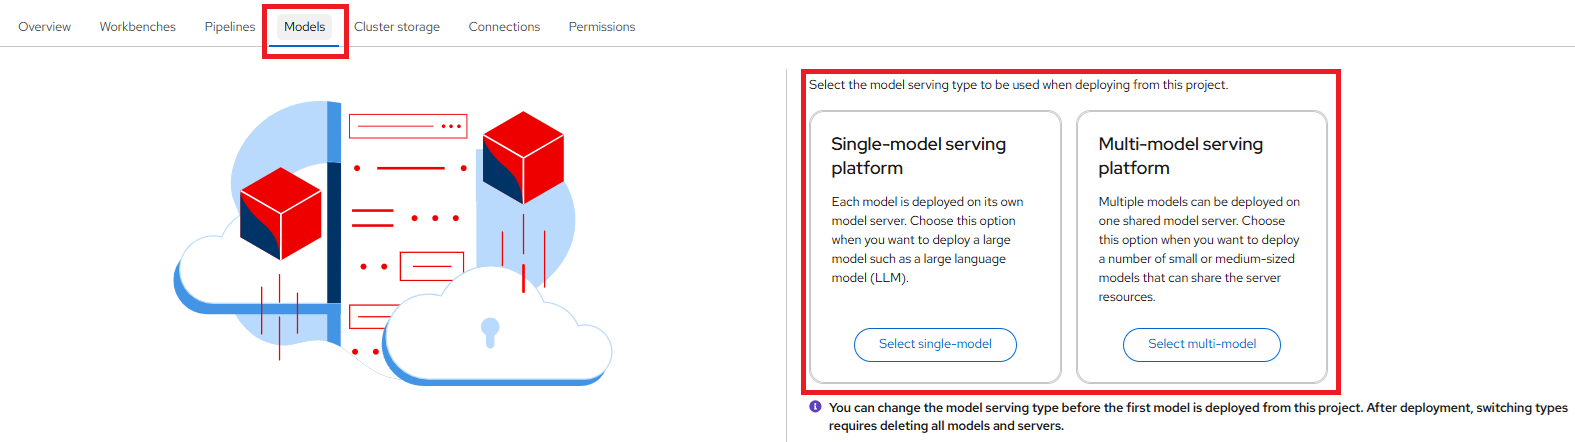 Overview Workbenches Pipelines Models Cluster storage Connections Permissions
Select the model serving type to be used when deploying from this project.
Single-model serving
platform
Each model is deployed on its own
model server. Choose this option
when you want to deploy a large
model such as a large language
model (LLM).
Select single-model
Multi-model serving
platform
Multiple models can be deployed on
one shared model server. Choose
this option when you want to deploy
a number of small or medium-sized
models that can share the server
resources.
Select multi-model
You can change the model serving type before the first model is deployed from this project. After deployment, switching types
requires deleting all models and servers.